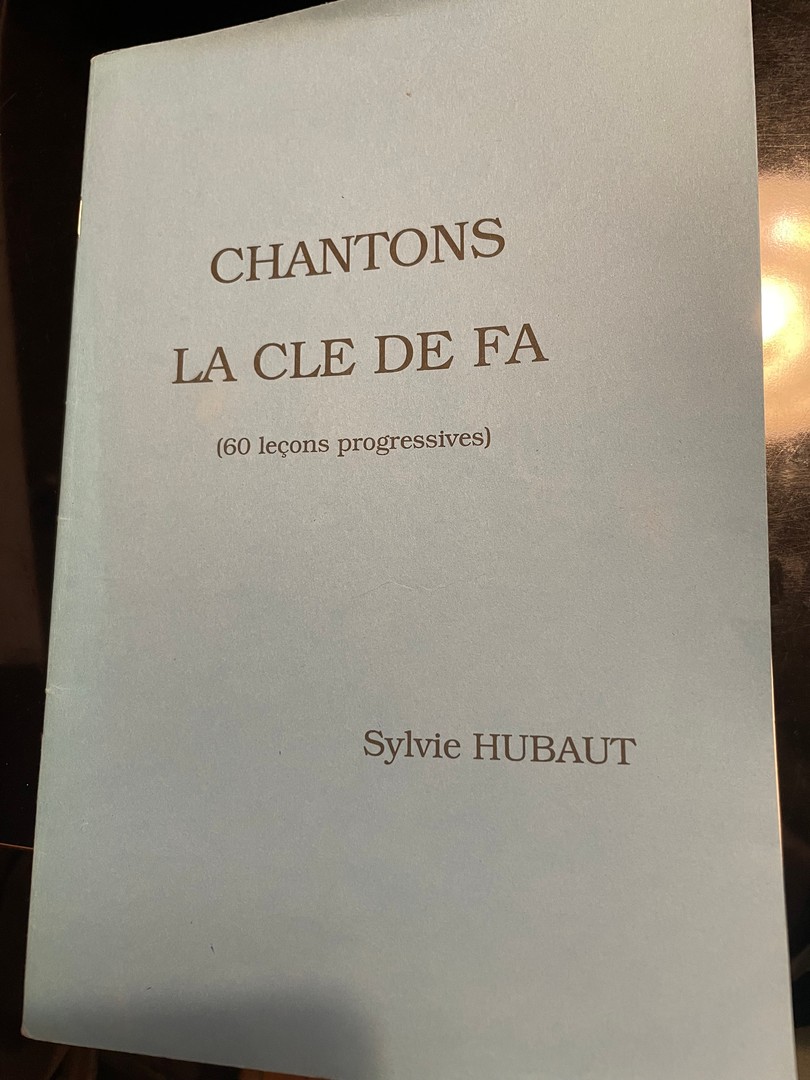 CHANTONS
LA CLE DE FA
(60 leçons progressives)
Sylvie HUBAUT